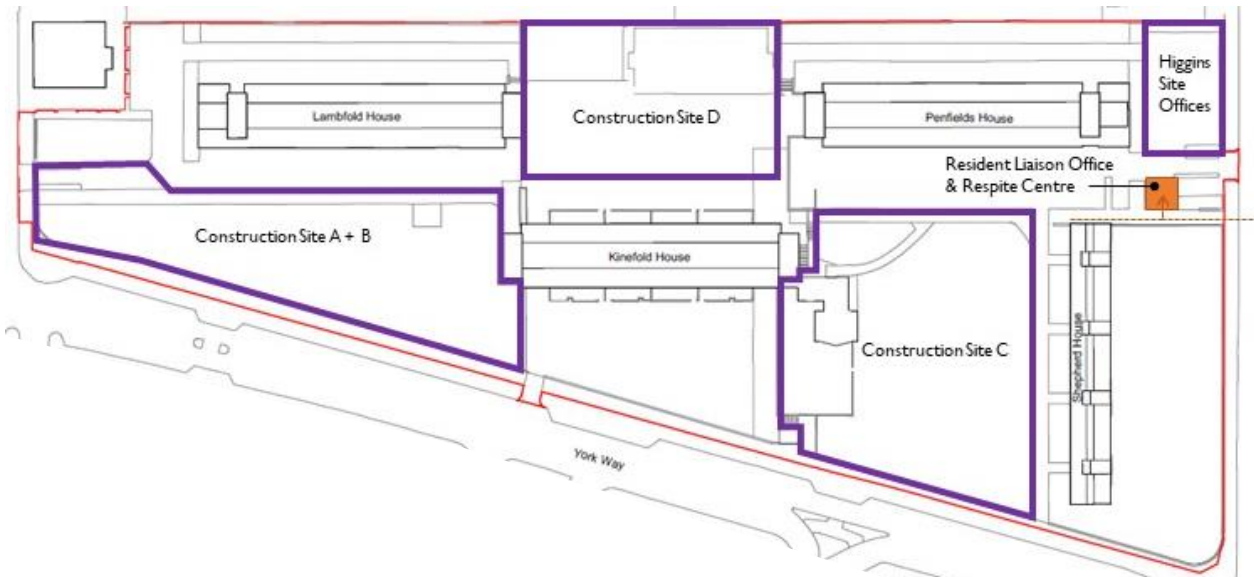 Higgins
Site
Offices
Lambfold House
Construction Site D
Penfields House
Resident Liaison Office
& Respite Centre
Construction Site A + B
Kinefold House
Construction Site C
Shepherd House
York Way